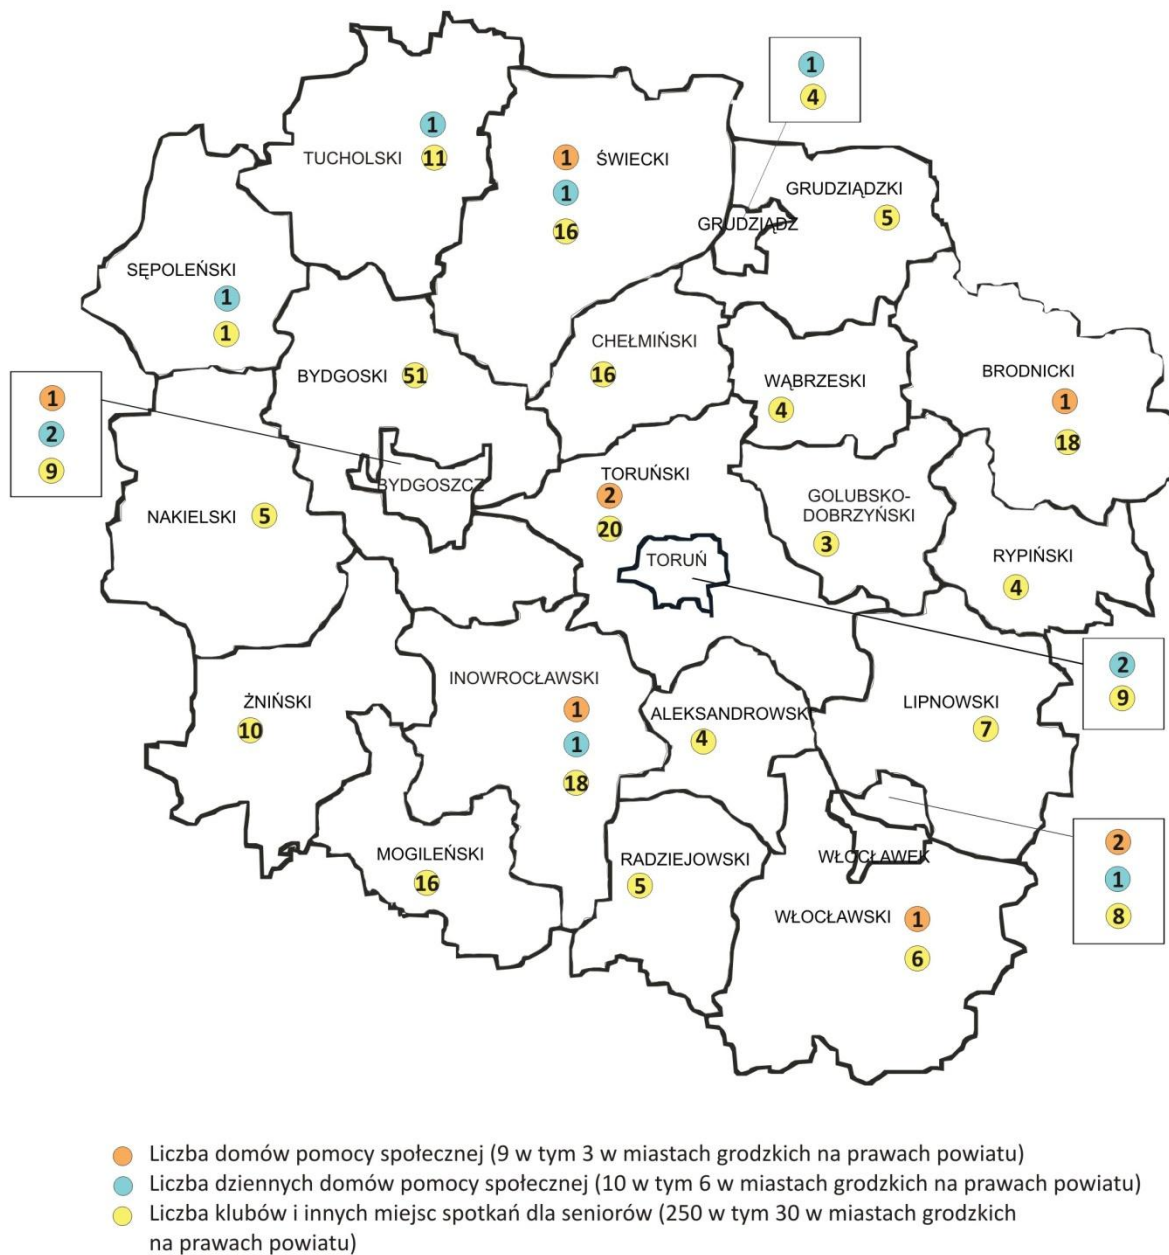 1
4
1
TUCHOLSKI 11
1 ŚWIECKI
1
16
GRUDZIĄDZKI
5
GRUDZIĄDZ
SĘPOLEŃSKI
1
1
CHEŁMIŃSKI
16
BYDGOSKI 51
WĄBRZESKI
4
BRODNICKI
1
18
1
2
9
BYDGOSZCZ
NAKIELSKI 5
TORUŃSKI
2
20
TORUŃ
GOLUBSKO-
DOBRZYŃSKI
3
RYPIŃSKI
4
2
9
INOWROCŁAWSKI
1
1
18
ŻNIŃSKI
10
ALEKSANDROWSKI
4
LIPNOWSKI
7
MOGILEŃSKI
16
RADZIEJOWSKI
5
WŁOCŁAWEK
2
1
8
WŁOCŁAWSKI 1
6
Liczba domów pomocy społecznej (9 w tym 3 w miastach grodzkich na prawach powiatu)
Liczba dziennych domów pomocy społecznej (10 w tym 6 w miastach grodzkich na prawach powiatu)
Liczba klubów i innych miejsc spotkań dla seniorów (250 w tym 30 w miastach grodzkich
na prawach powiatu)